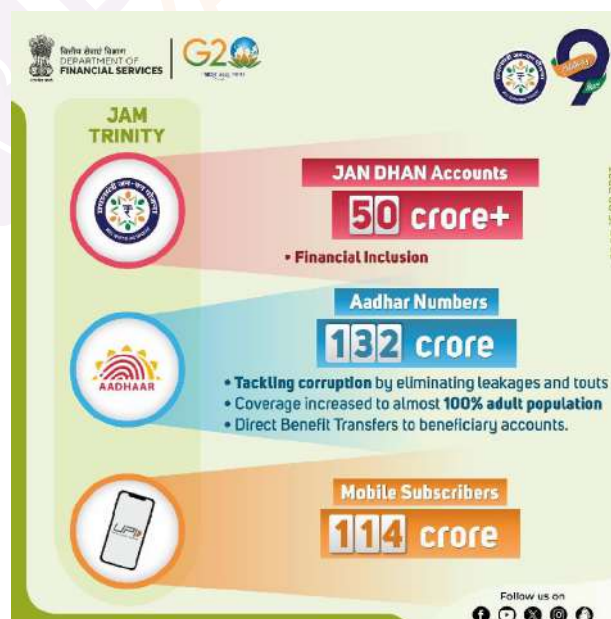 वित्तीय सेवाएं विभाग
DEPARTMENT OF
FINANCIAL SERVICES
G20
JAM
TRINITY
JAN DHAN Accounts
50 crore+
• Financial Inclusion
Aadhar Numbers
132 crore
AADHAAR
• Tackling corruption by eliminating leakages and touts
• Coverage increased to almost 100% adult population
• Direct Benefit Transfers to beneficiary accounts.
Mobile Subscribers
114 crore
UPI
Follow us on